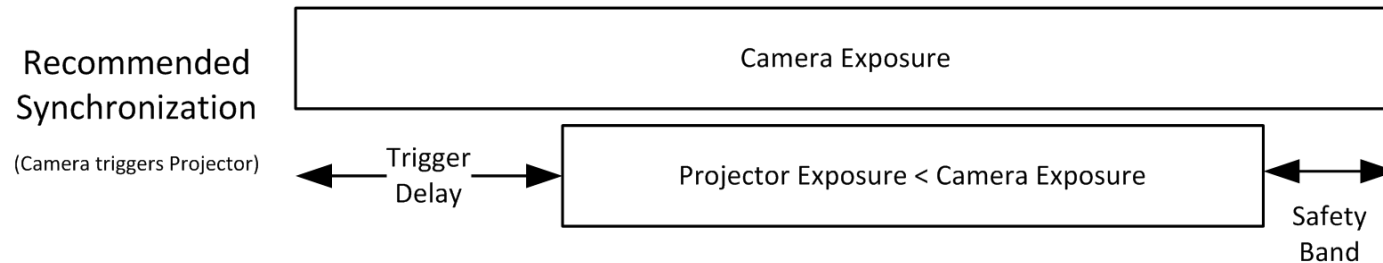 Recommended
Synchronization
(Camera triggers Projector)
Camera Exposure
Trigger
Delay
Projector Exposure < Camera Exposure
Safety
Band